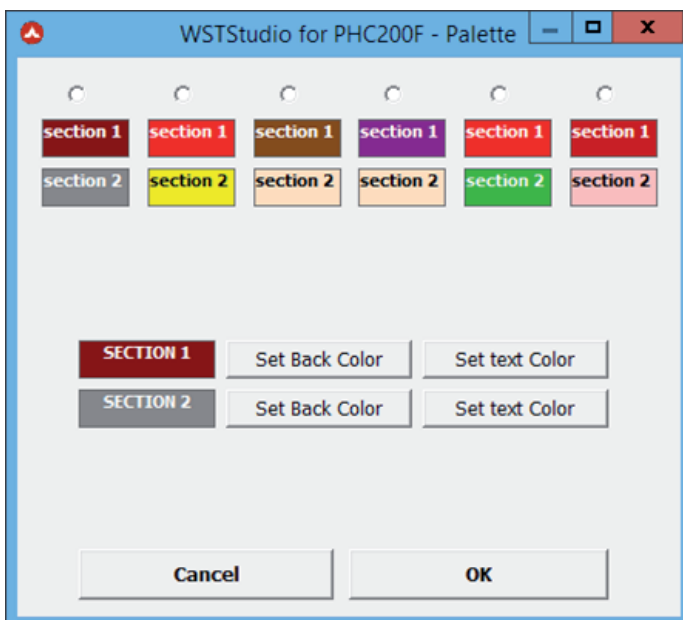 WSTStudio for PHC200F - Palette
section 1 section 1 section 1 section 1 section 1 section 1
section 2 section 2 section 2 section 2 section 2 section 2
SECTION 1 Set Back Color Set text Color
SECTION 2 Set Back Color Set text Color
Cancel OK